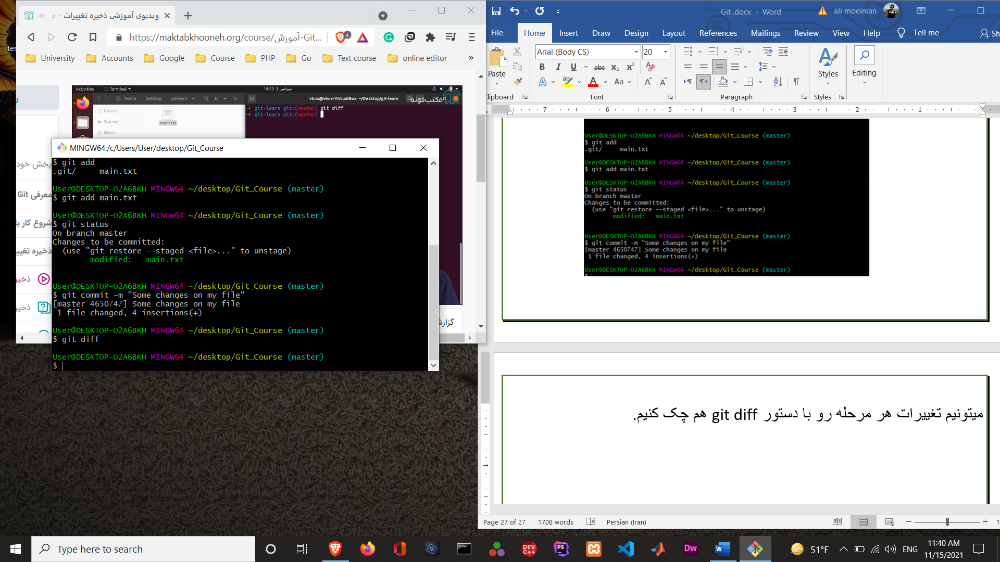 ویدیوی آموزشی ذخیره تغییرات - م
https://maktabkhooneh.org/course/آموزش-Git...
4
University
Accounts
Google
Course
PHP
Go
Text course
online editor
»
Activities
Terminal
14:53 3 سپتامبر
Home
Desktop
git-learn
vbox@vbox-VirtualBox: ~/Desktop/git-learn
مکتب‌خونه
Recent
Starred
Home
main.txt
→ git-learn git:(master) git diff
→ git-learn git:(master)
پخش خود
معرفی Git
شروع کار با
ذخیره تغییر
ذخیر
ذخیر
گزارش
MINGW64:/c/Users/User/desktop/Git_Course
$ git add
.git/ main.txt
User@DESKTOP-O2A6BKH MINGW64 ~/desktop/Git_Course (master)
$ git add main.txt
User@DESKTOP-O2A6BKH MINGW64 ~/desktop/Git_Course (master)
$ git status
On branch master
Changes to be committed:
(use "git restore --staged <file>..." to unstage)
modified: main.txt
User@DESKTOP-O2A6BKH MINGW64 ~/desktop/Git_Course (master)
$ git commit -m "Some changes on my file"
[master 4650747] Some changes on my file
1 file changed, 4 insertions(+)
User@DESKTOP-O2A6BKH MINGW64 ~/desktop/Git_Course (master)
$ git diff
User@DESKTOP-O2A6BKH MINGW64 ~/desktop/Git_Course (master)
$
Git .docx - Word
ali moeinian
File Home Insert Draw Design Layout References Mailings Review View Help Tell me Sh
Paste
Arial (Body CS)
20
Styles
Editing
Clipboard
Font
Paragraph
Styles
7 6 5 4 3 2 1
User@DESKTOP-O2A6BKH MINGW64 ~/desktop/Git_Course (master)
$ git add
.git/ main.txt
User@DESKTOP-O2A6BKH MINGW64 ~/desktop/Git_Course (master)
$ git add main.txt
User@DESKTOP-O2A6BKH MINGW64 ~/desktop/Git_Course (master)
$ git status
On branch master
Changes to be committed:
(use "git restore --staged <file>..." to unstage)
modified: main.txt
User@DESKTOP-O2A6BKH MINGW64 ~/desktop/Git_Course (master)
$ git commit -m "Some changes on my file"
[master 4650747] Some changes on my file
1 file changed, 4 insertions(+)
User@DESKTOP-O2A6BKH MINGW64 ~/desktop/Git_Course (master)
میتونیم تغییرات هر مرحله رو با دستور git diff هم چک کنیم.
Page 27 of 27
1708 words
Persian (Iran)
Type here to search
51°F
ENG
11:40 AM
11/15/2021